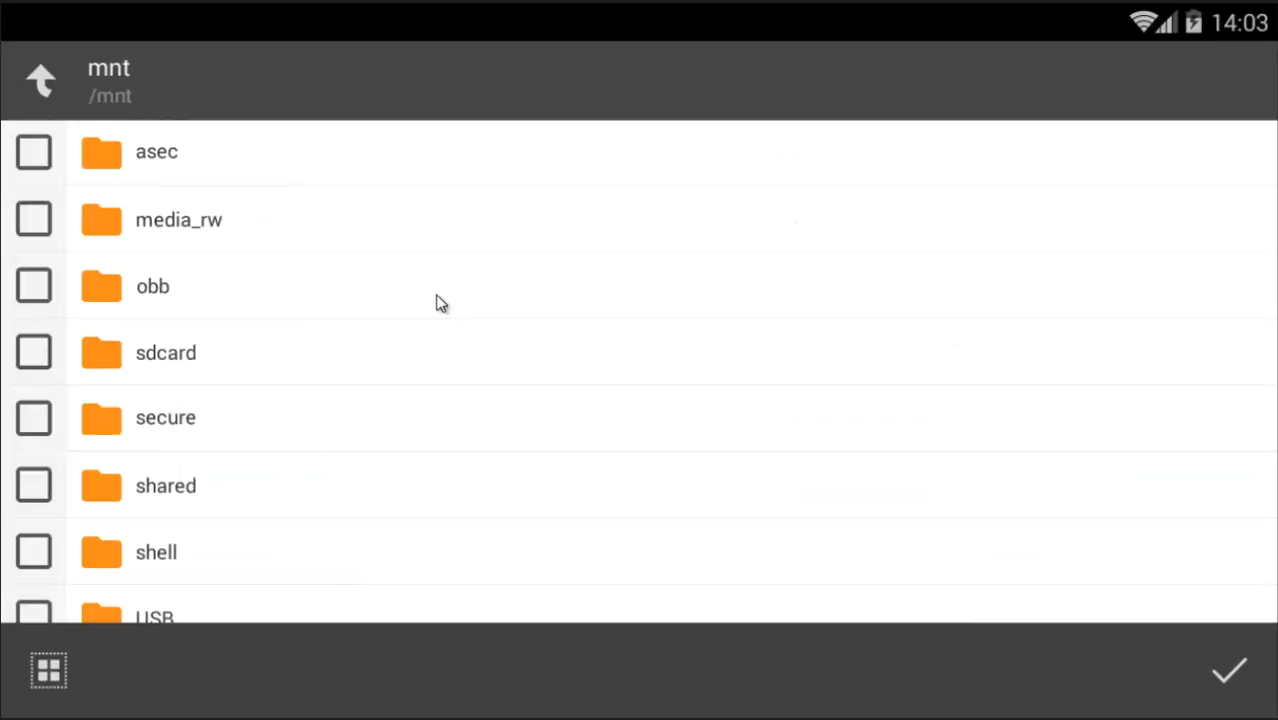 14:03
mnt
/mnt
asec
media_rw
obb
sdcard
secure
shared
shell
USB